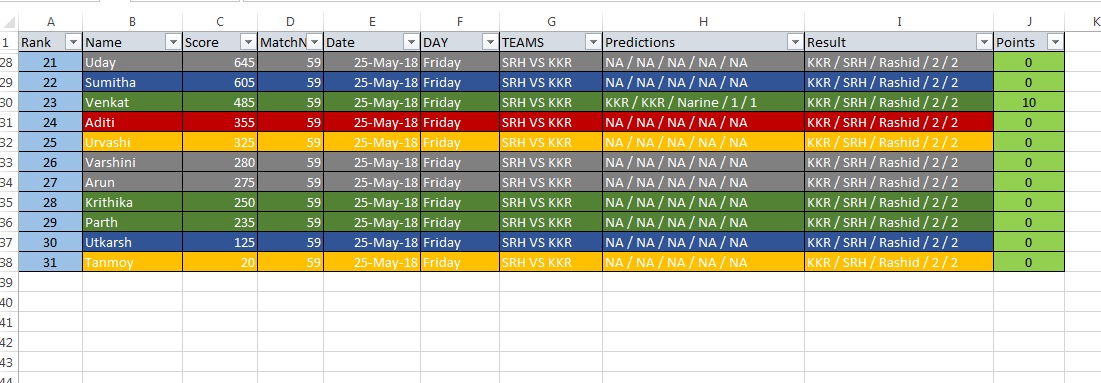 A B C D E F G H I J K
1 Rank Name Score MatchN Date DAY TEAMS Predictions Result Points
28 21 Uday 645 59 25-May-18 Friday SRH VS KKR NA / NA / NA / NA / NA KKR / SRH / Rashid / 2 / 2 0
29 22 Sumitha 605 59 25-May-18 Friday SRH VS KKR NA / NA / NA / NA / NA KKR / SRH / Rashid / 2 / 2 0
30 23 Venkat 485 59 25-May-18 Friday SRH VS KKR KKR / KKR / Narine / 1 / 1 KKR / SRH / Rashid / 2 / 2 10
31 24 Aditi 355 59 25-May-18 Friday SRH VS KKR NA / NA / NA / NA / NA KKR / SRH / Rashid / 2 / 2 0
32 25 Urvashi 325 59 25-May-18 Friday SRH VS KKR NA / NA / NA / NA / NA KKR / SRH / Rashid / 2 / 2 0
33 26 Varshini 280 59 25-May-18 Friday SRH VS KKR NA / NA / NA / NA / NA KKR / SRH / Rashid / 2 / 2 0
34 27 Arun 275 59 25-May-18 Friday SRH VS KKR NA / NA / NA / NA / NA KKR / SRH / Rashid / 2 / 2 0
35 28 Krithika 250 59 25-May-18 Friday SRH VS KKR NA / NA / NA / NA / NA KKR / SRH / Rashid / 2 / 2 0
36 29 Parth 235 59 25-May-18 Friday SRH VS KKR NA / NA / NA / NA / NA KKR / SRH / Rashid / 2 / 2 0
37 30 Utkarsh 125 59 25-May-18 Friday SRH VS KKR NA / NA / NA / NA / NA KKR / SRH / Rashid / 2 / 2 0
38 31 Tanmoy 20 59 25-May-18 Friday SRH VS KKR NA / NA / NA / NA / NA KKR / SRH / Rashid / 2 / 2 0
39
40
41
42
43
44